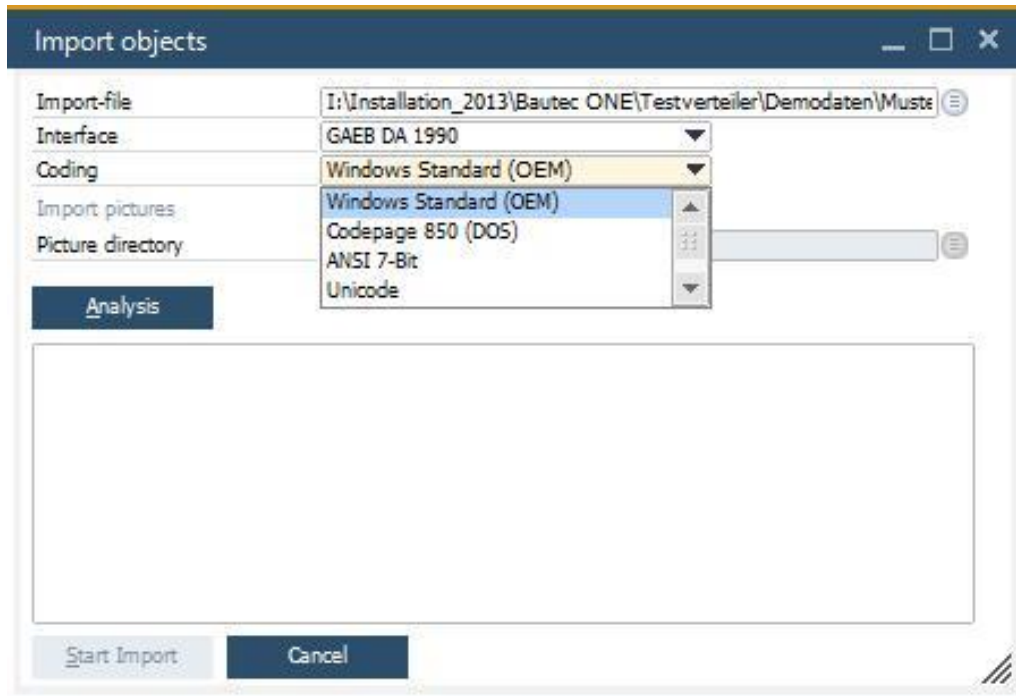 Import objects
Import-file I:\Installation_2013\Bautec ONE\Testverteiler\Demodaten\Muste
Interface GAEB DA 1990
Coding Windows Standard (OEM)
Windows Standard (OEM)
Import pictures
Codepage 850 (DOS)
Picture directory
ANSI 7-Bit
Unicode
Analysis
Start Import Cancel